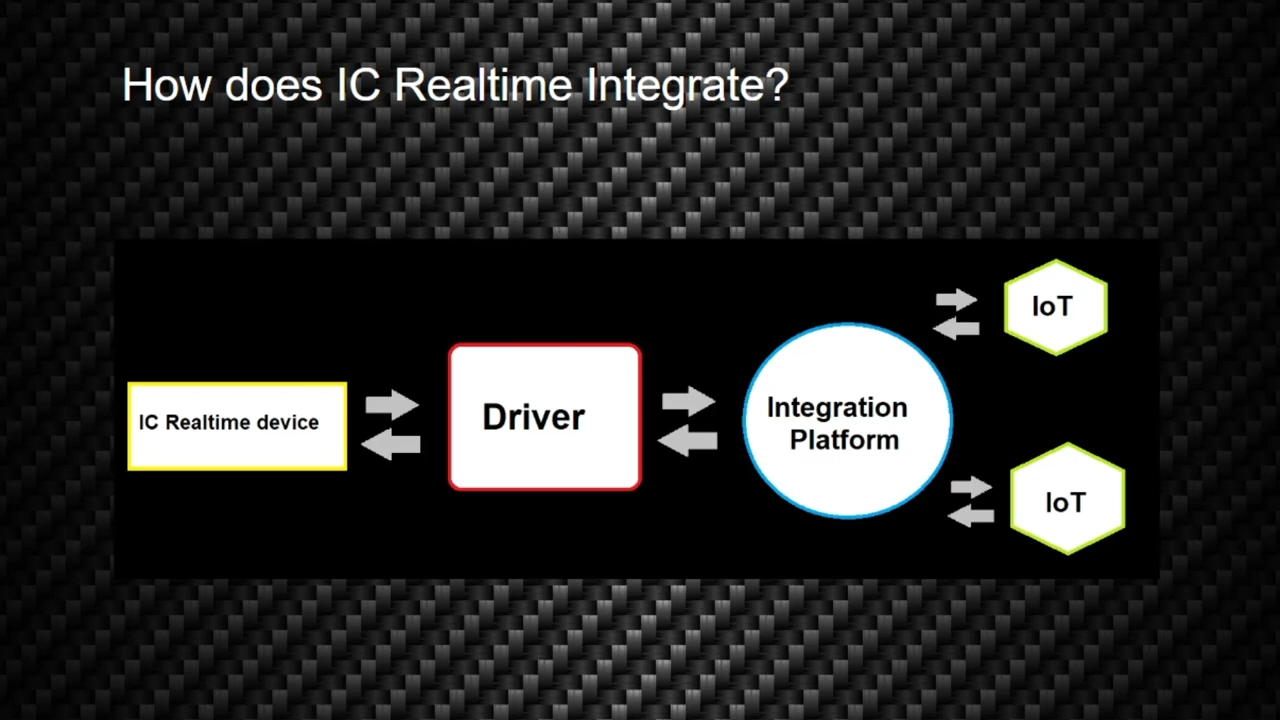 How does IC Realtime Integrate?
IC Realtime device
Driver
Integration
Platform
IoT
IoT